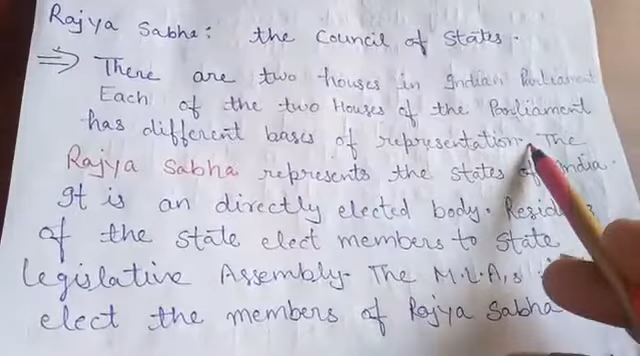 Rajya Sabha: the Council of States.
⇒ There are two houses in Indian Parliament
Each of the two Houses of the Parliament
has different basis of representation. The
Rajya Sabha represents the states of India.
It is an directly elected body.
of the state elect members to State
Legislative Assembly. The M.L.A,s
elect the members of Rajya Sabha